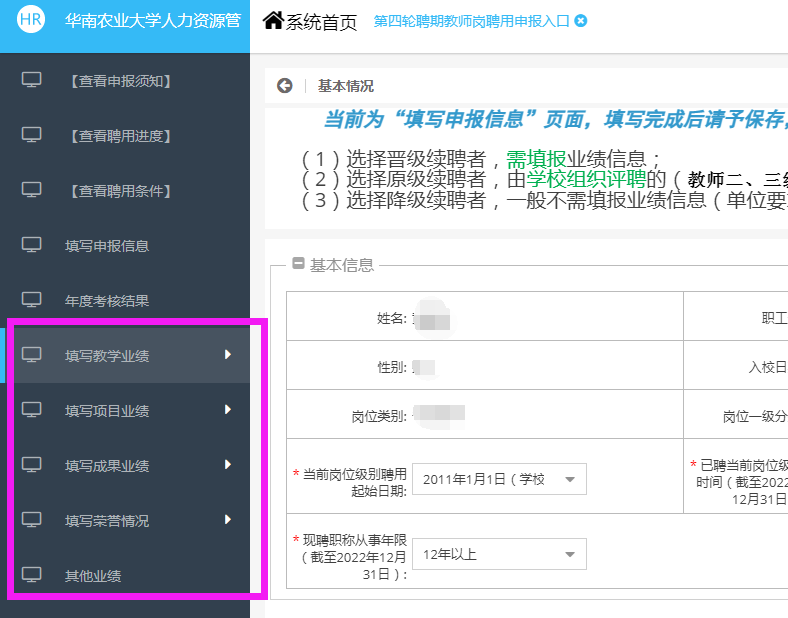 HR 华南农业大学人力资源管
系统首页 第四轮聘期教师岗聘用申报入口
【查看申报须知】
【查看聘用进度】
【查看聘用条件】
填写申报信息
年度考核结果
填写教学业绩
填写项目业绩
填写成果业绩
填写荣誉情况
其他业绩
基本情况
当前为“填写申报信息”页面，填写完成后请予保存，
（1）选择晋级续聘者，需填报业绩信息；
（2）选择原级续聘者，由学校组织评聘的（教师二、三级
（3）选择降级续聘者，一般不需填报业绩信息（单位要
基本信息
姓名:
职工
性别:
入校日
岗位类别:
岗位一级分
* 当前岗位级别聘用
起始日期:
2011年1月1日（学校
* 已聘当前岗位级
时间（截至2022
12月31日
* 现聘职称从事年限
（截至2022年12月
31日）:
12年以上